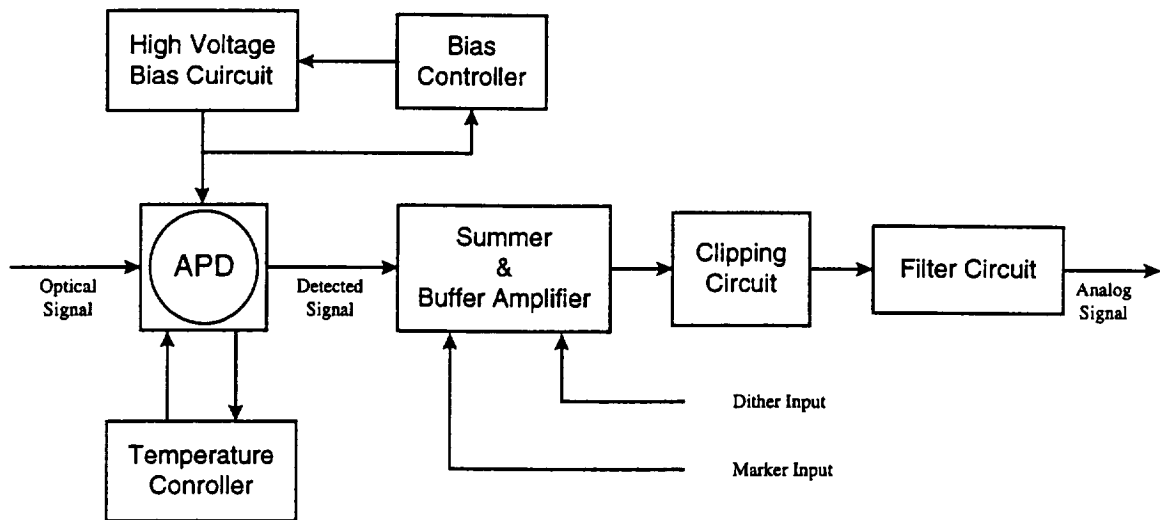 High Voltage
Bias Cuircuit
Bias
Controller
APD
Optical
Signal
Detected
Signal
Summer
&
Buffer Amplifier
Clipping
Circuit
Filter Circuit
Analog
Signal
Dither Input
Marker Input
Temperature
Conroller